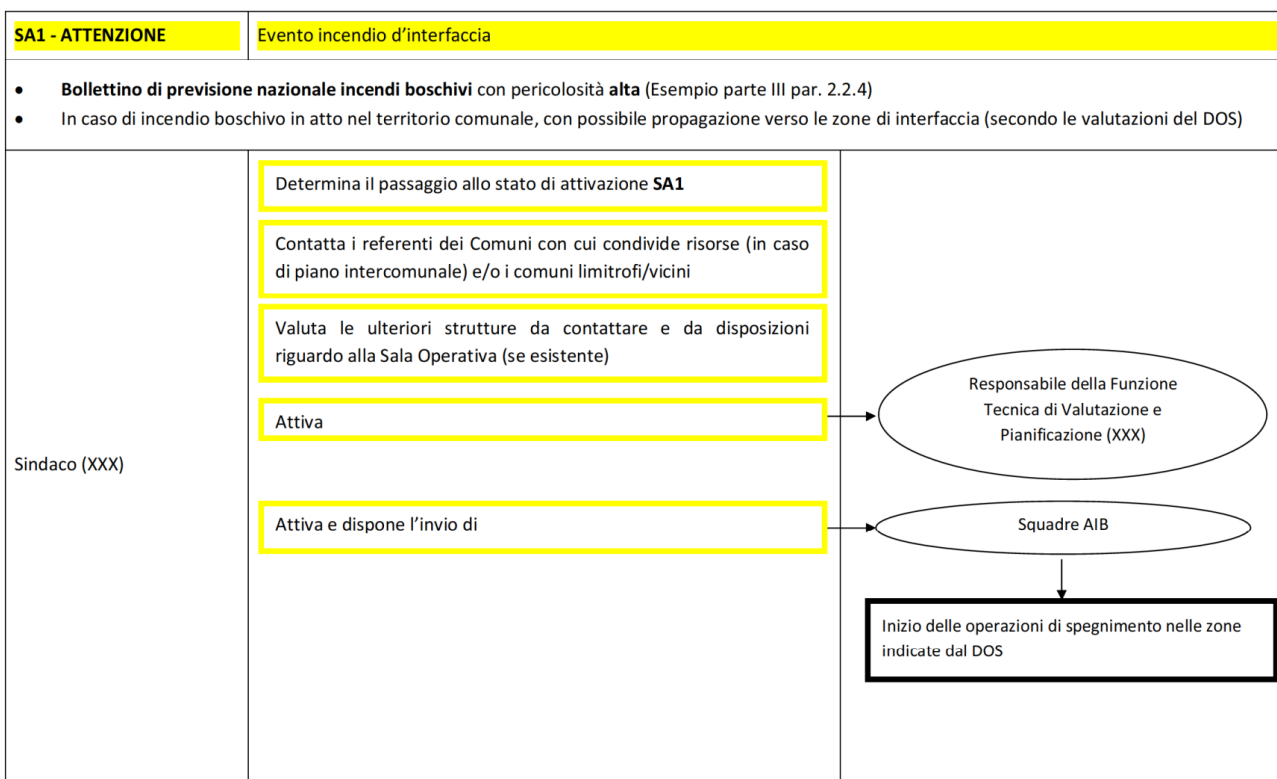 SA1 - ATTENZIONE
Evento incendio d’interfaccia
• Bollettino di previsione nazionale incendi boschivi con pericolosità alta (Esempio parte III par. 2.2.4)
• In caso di incendio boschivo in atto nel territorio comunale, con possibile propagazione verso le zone di interfaccia (secondo le valutazioni del DOS)
Sindaco (XXX)
Determina il passaggio allo stato di attivazione SA1
Contatta i referenti dei Comuni con cui condivide risorse (in caso
di piano intercomunale) e/o i comuni limitrofi/vicini
Valuta le ulteriori strutture da contattare e da disposizioni
riguardo alla Sala Operativa (se esistente)
Attiva
Responsabile della Funzione
Tecnica di Valutazione e
Pianificazione (XXX)
Attiva e dispone l’invio di
Squadre AIB
Inizio delle operazioni di spegnimento nelle zone
indicate dal DOS